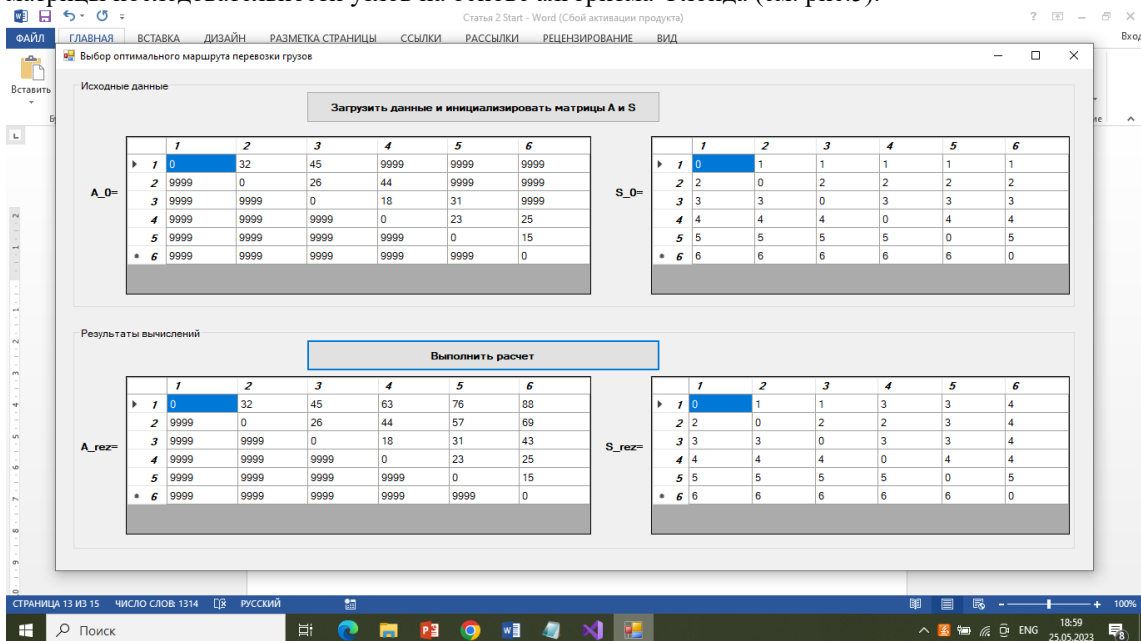 матрицы последовательности узлов на основе алгоритма Флойда (см. рис.5).
Статья 2 Start - Word (Сбой активации продукта)
ФАЙЛ ГЛАВНАЯ ВСТАВКА ДИЗАЙН РАЗМЕТКА СТРАНИЦЫ ССЫЛКИ РАССЫЛКИ РЕЦЕНЗИРОВАНИЕ ВИД Вход
Вставить
Выбор оптимального маршрута перевозки грузов
Исходные данные
Загрузить данные и инициализировать матрицы A и S
A_0=
1 2 3 4 5 6
1 0 32 45 9999 9999 9999
2 9999 0 26 44 9999 9999
3 9999 9999 0 18 31 9999
4 9999 9999 9999 0 23 25
5 9999 9999 9999 9999 0 15
* 6 9999 9999 9999 9999 9999 0
S_0=
1 2 3 4 5 6
1 0 1 1 1 1 1
2 2 0 2 2 2 2
3 3 3 0 3 3 3
4 4 4 4 0 4 4
5 5 5 5 5 0 5
* 6 6 6 6 6 6 0
Результаты вычислений
Выполнить расчет
A_rez=
1 2 3 4 5 6
1 0 32 45 63 76 88
2 9999 0 26 44 57 69
3 9999 9999 0 18 31 43
4 9999 9999 9999 0 23 25
5 9999 9999 9999 9999 0 15
* 6 9999 9999 9999 9999 9999 0
S_rez=
1 2 3 4 5 6
1 0 1 1 3 3 4
2 2 0 2 2 3 4
3 3 3 0 3 3 4
4 4 4 4 0 4 4
5 5 5 5 5 0 5
* 6 6 6 6 6 6 0
СТРАНИЦА 13 ИЗ 15 ЧИСЛО СЛОВ: 1314 РУССКИЙ 100%
Поиск ENG 18:59
25.05.2023